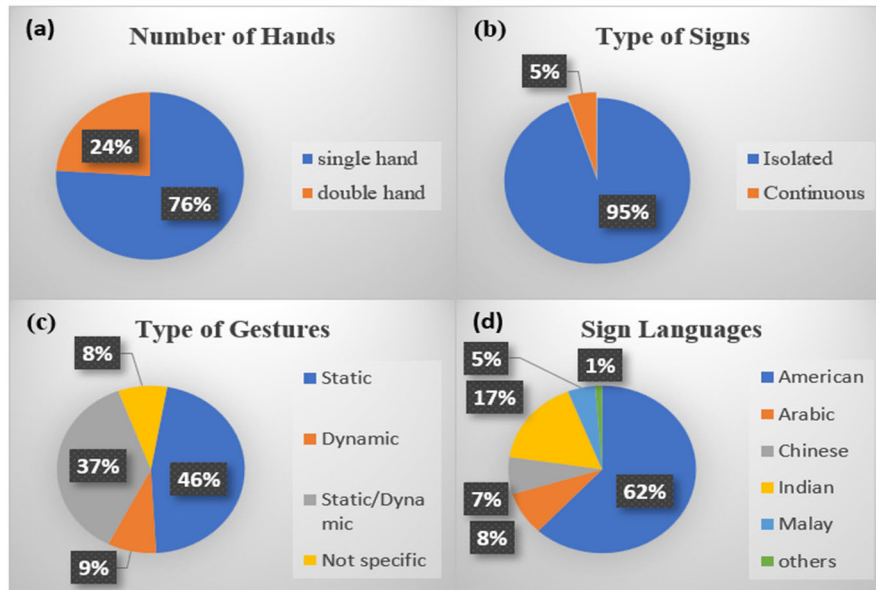 (a)
Number of Hands
24%
76%
single hand
double hand
(b)
Type of Signs
5%
95%
Isolated
Continuous
(c)
Type of Gestures
8%
37%
46%
9%
Static
Dynamic
Static/Dyna
mic
Not specific
(d)
Sign Languages
5%
1%
17%
62%
7%
8%
American
Arabic
Chinese
Indian
Malay
others